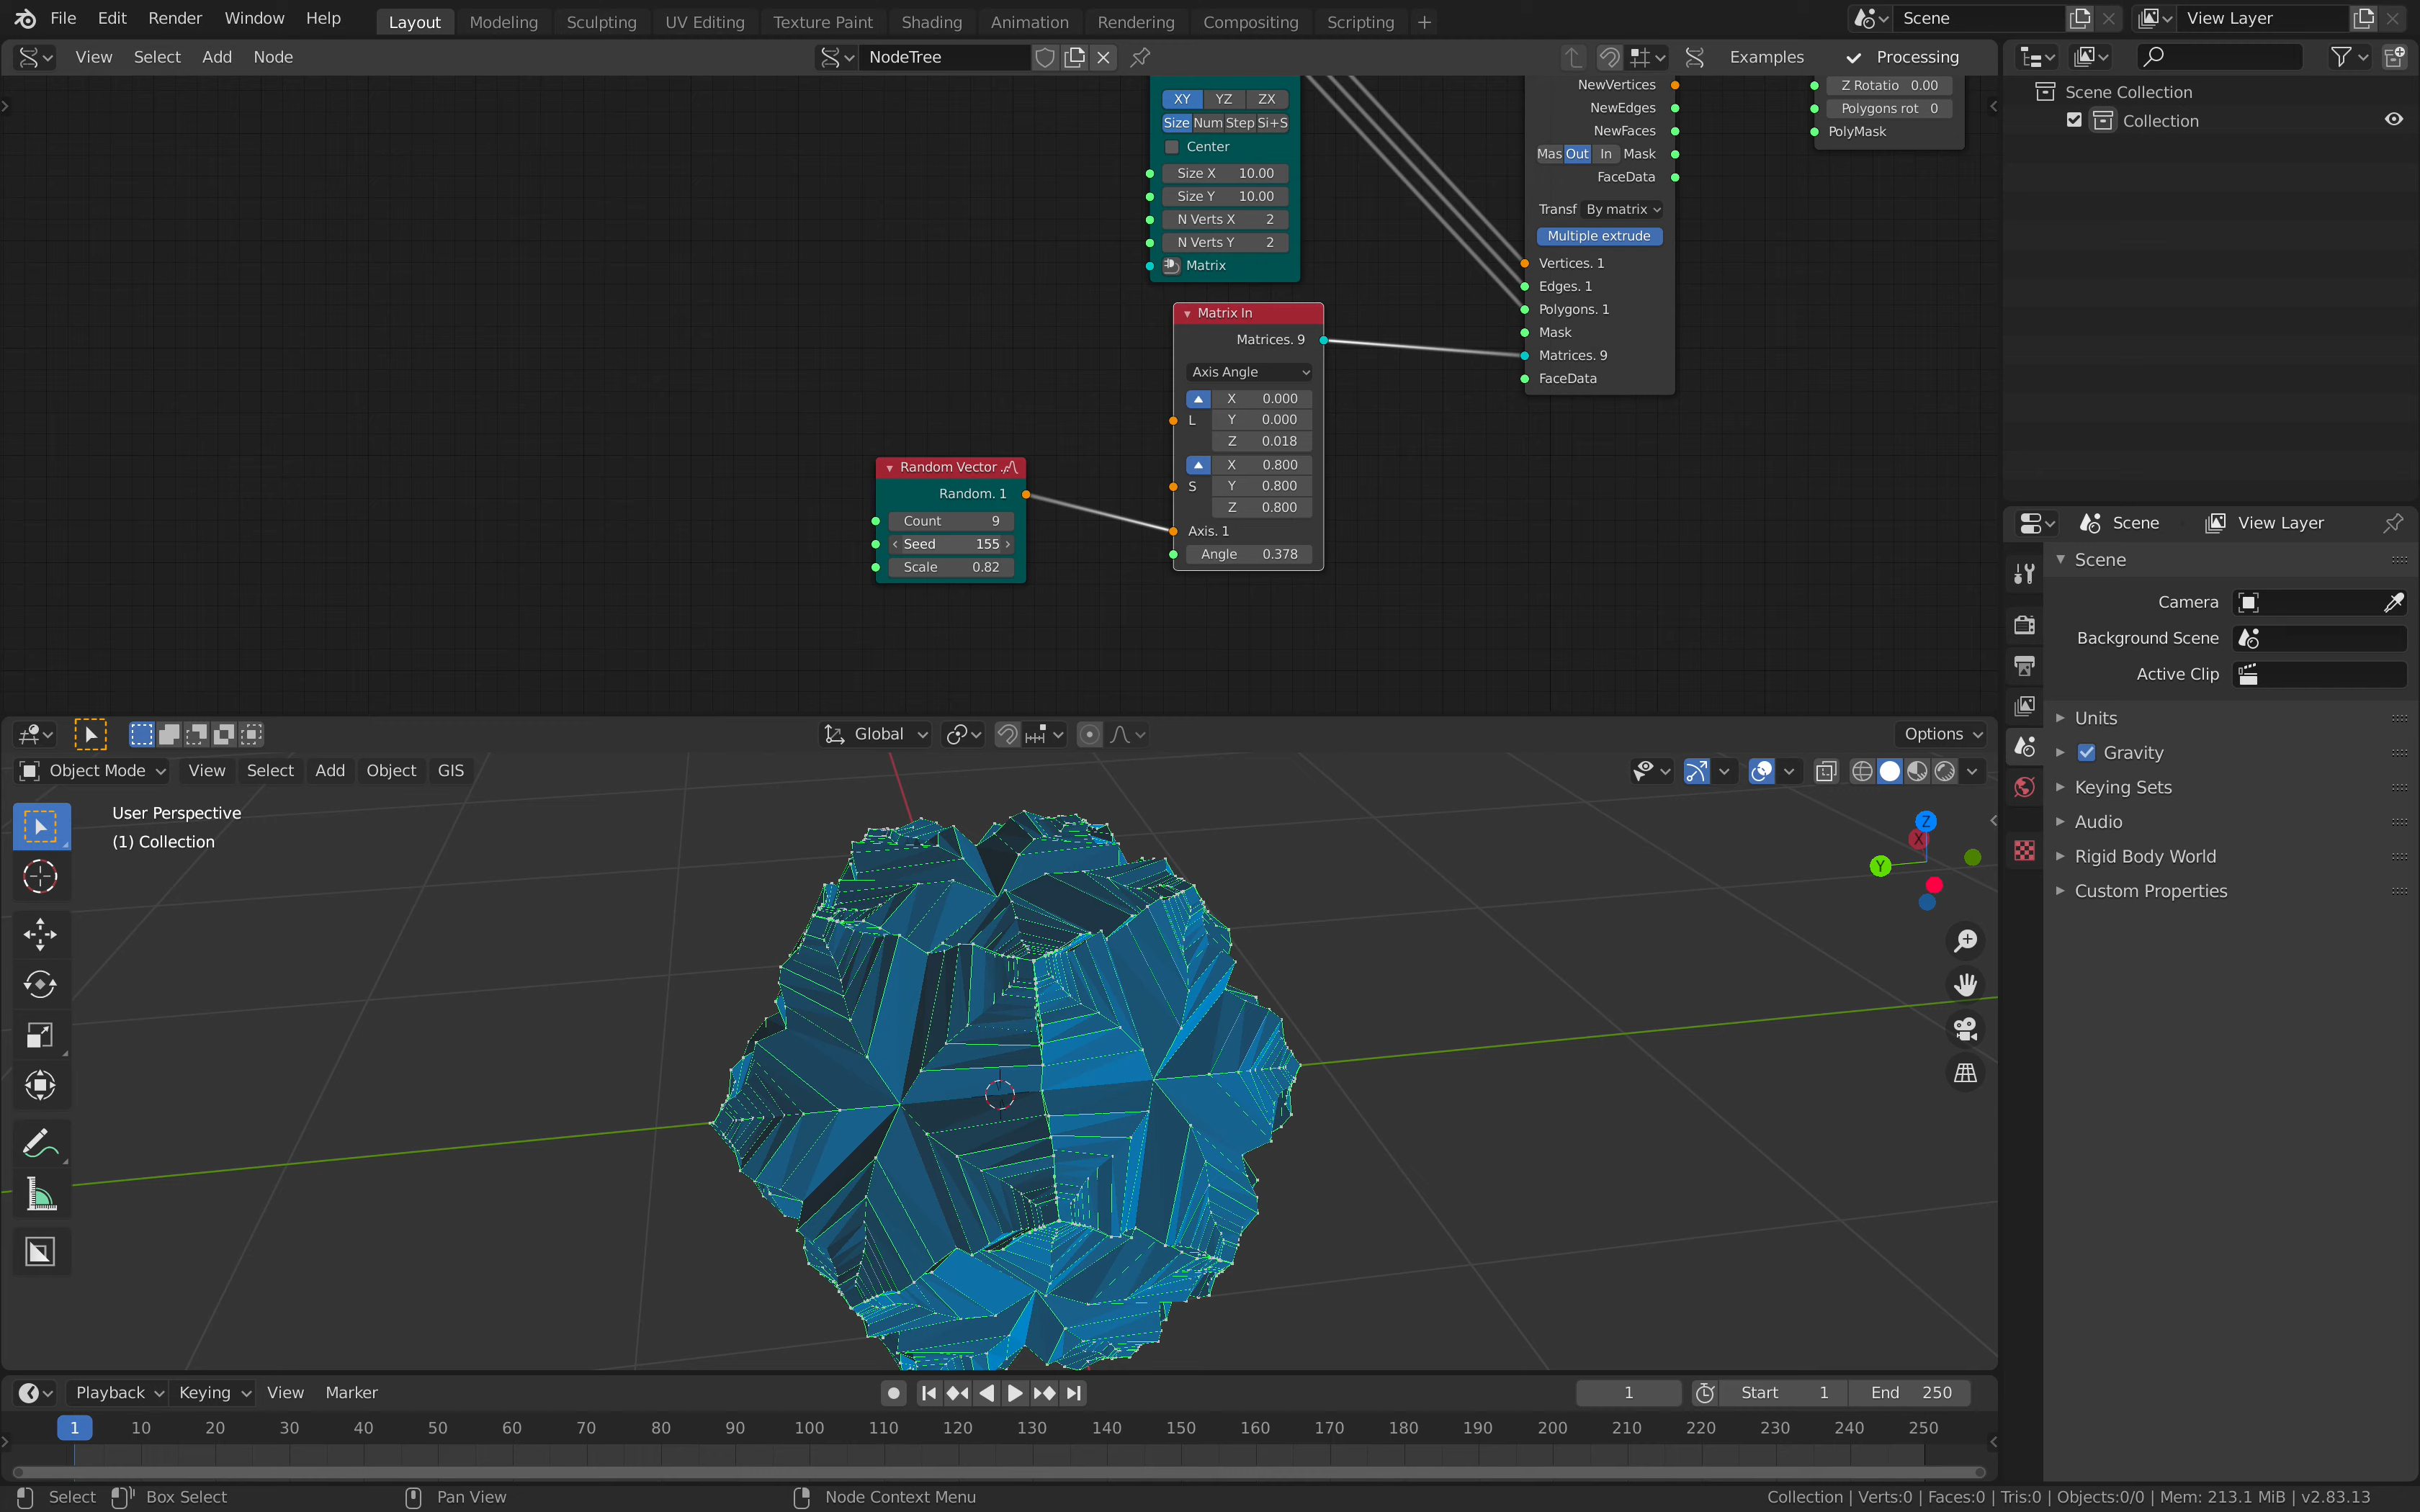 File Edit Render Window Help Layout Modeling Sculpting UV Editing Texture Paint Shading Animation Rendering Compositing Scripting + Scene View Layer
View Select Add Node NodeTree Examples Processing
Scene Collection
Collection
XY YZ ZX
Size Num Step Si+S
Center
Size X 10.00
Size Y 10.00
N Verts X 2
N Verts Y 2
Matrix
NewVertices
NewEdges
NewFaces
Mas Out In Mask
FaceData
Transf By matrix
Multiple extrude
Vertices. 1
Edges. 1
Polygons. 1
Mask
Matrices. 9
FaceData
Z Rotatio 0.00
Polygons rot 0
PolyMask
Matrix In
Matrices. 9
Axis Angle
X 0.000
L Y 0.000
Z 0.018
X 0.800
S Y 0.800
Z 0.800
Axis. 1
Angle 0.378
Random Vector
Random. 1
Count 9
Seed 155
Scale 0.82
Scene View Layer
Scene
Camera
Background Scene
Active Clip
Units
Gravity
Keying Sets
Audio
Rigid Body World
Custom Properties
Global Options
Object Mode View Select Add Object GIS
User Perspective
(1) Collection
Z
X
Y
Playback Keying View Marker 1 Start 1 End 250
1 10 20 30 40 50 60 70 80 90 100 110 120 130 140 150 160 170 180 190 200 210 220 230 240 250
Select Box Select Pan View Node Context Menu Collection | Verts:0 | Faces:0 | Tris:0 | Objects:0/0 | Mem: 213.1 MiB | v2.83.13